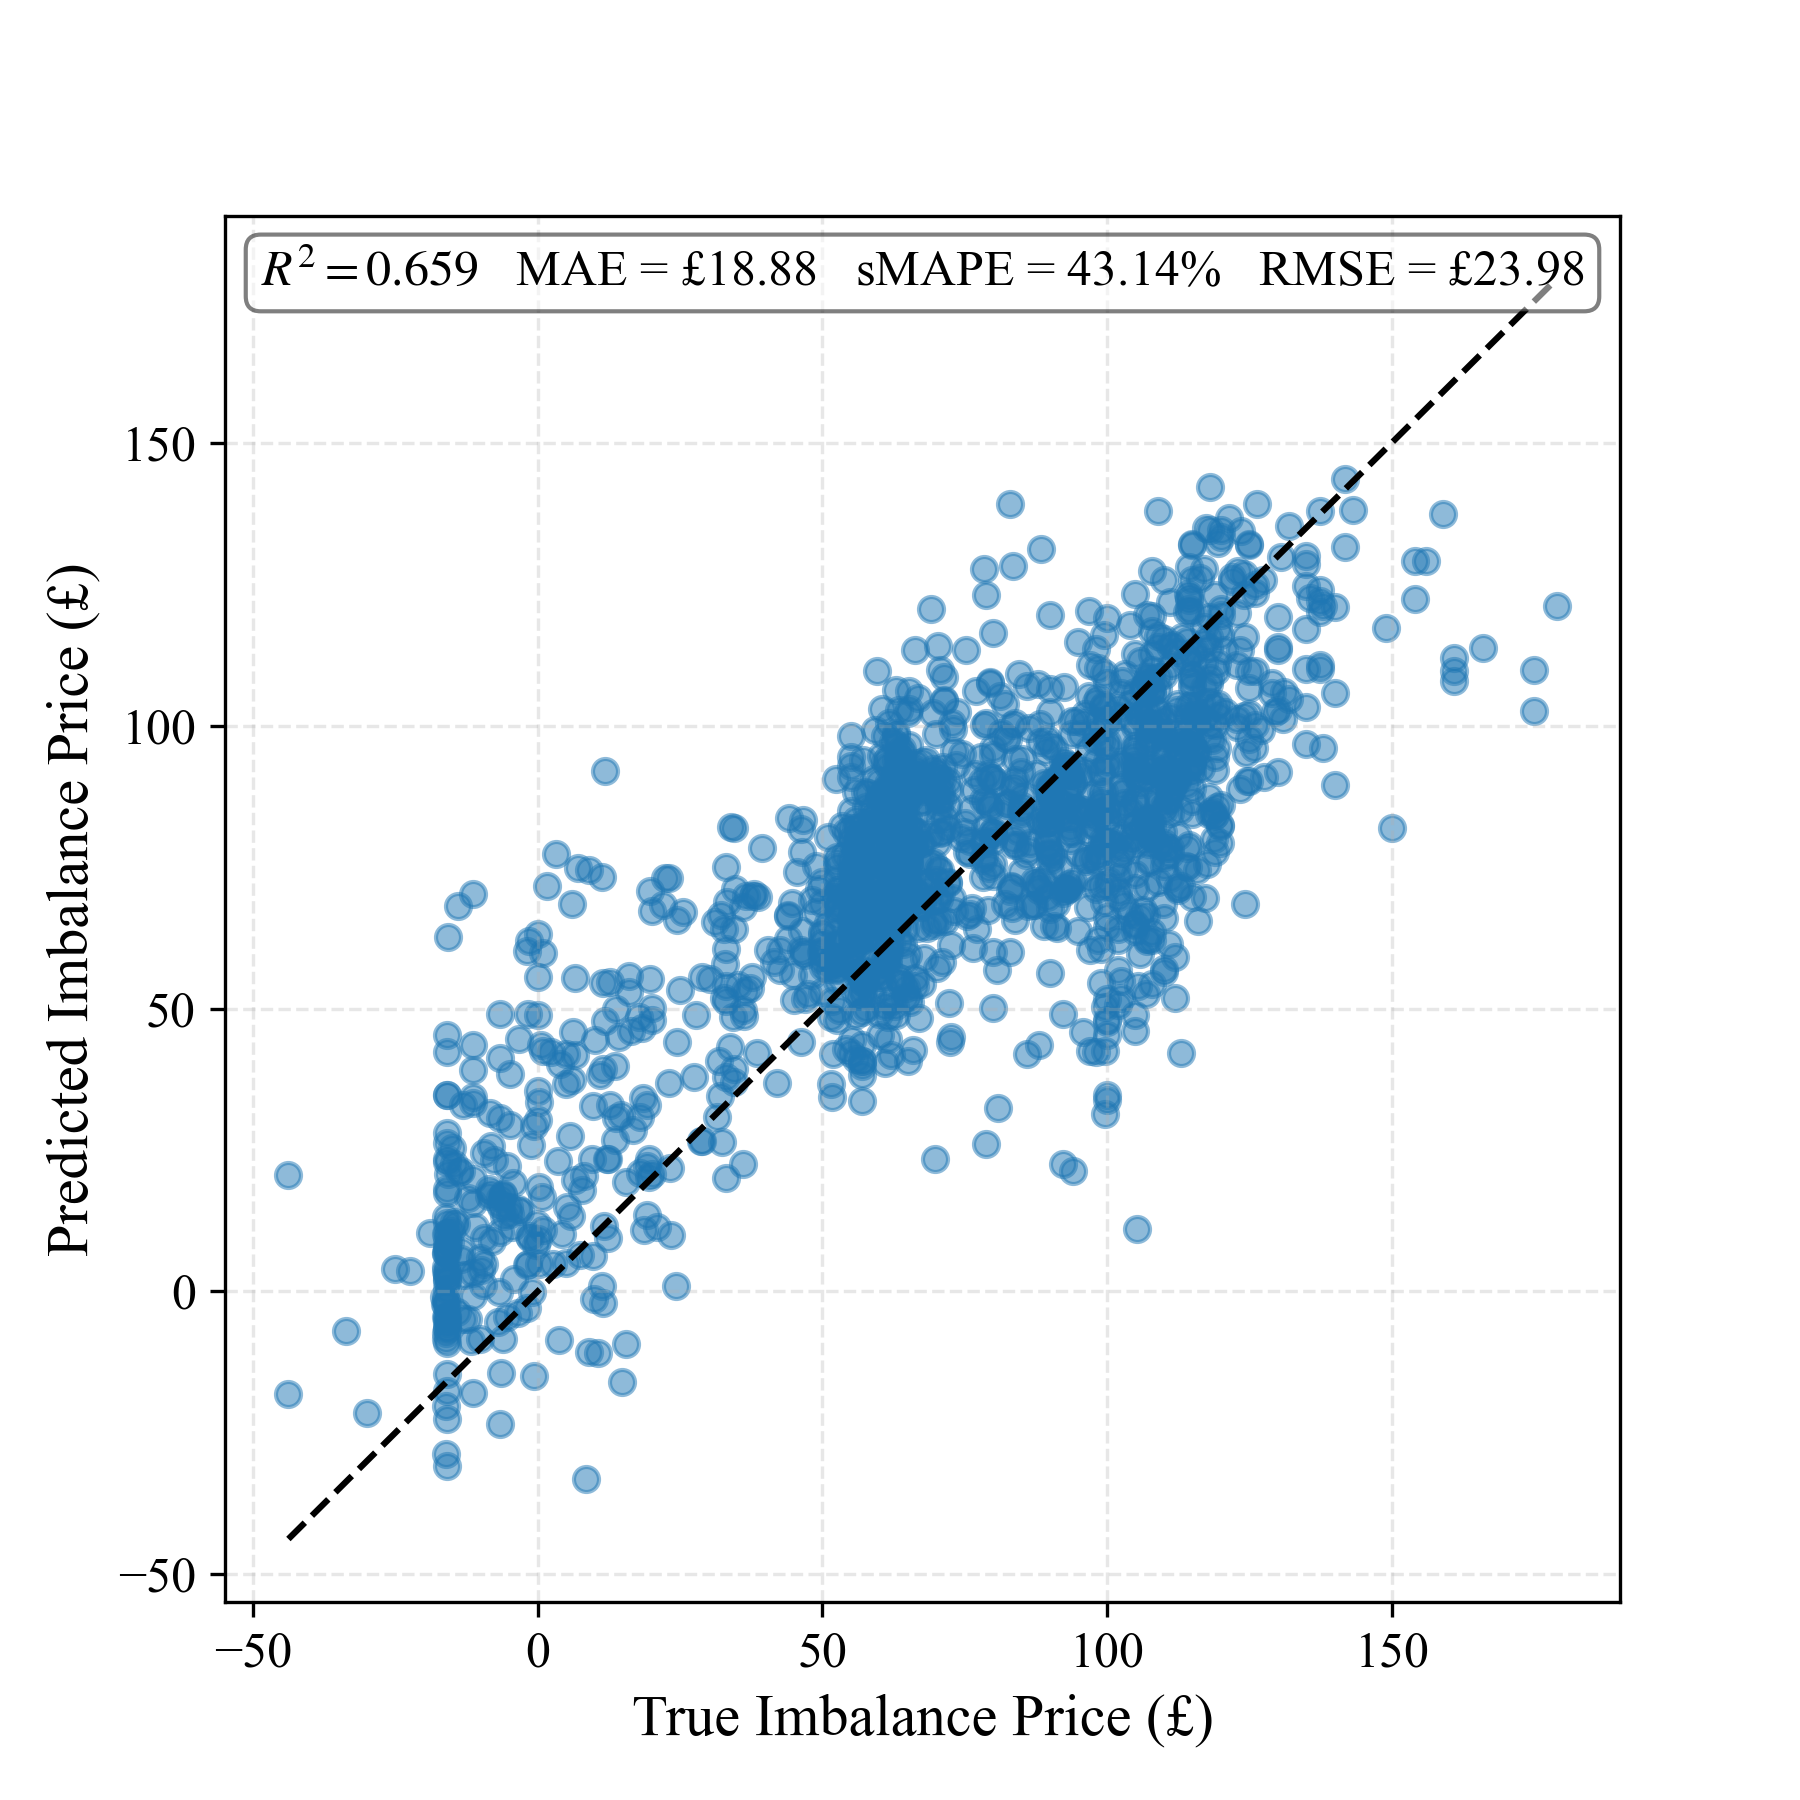 R² = 0.659 MAE = £18.88 sMAPE = 43.14% RMSE = £23.98
Predicted Imbalance Price (£)
150
100
50
0
−50
−50 0 50 100 150
True Imbalance Price (£)